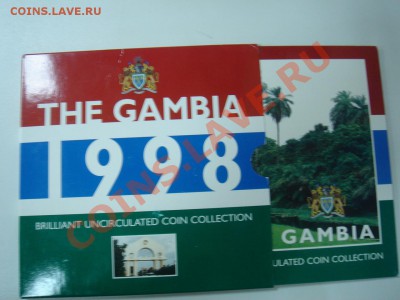 COINS.LAVE.RU
THE GAMBIA
1998
BRILLIANT UNCIRCULATED COIN COLLECTION
GAMBIA
ULATED COIN COLLECTION
COINS.LAVE.RU
COINS.LAVE.RU